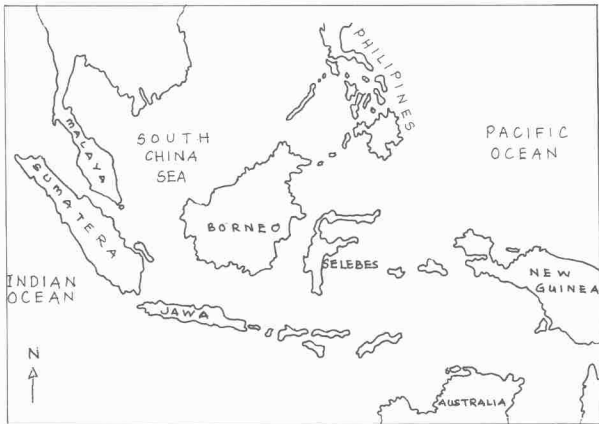 PHILIPINES
MALAYA
SOUTH
CHINA
SEA
PACIFIC
OCEAN
SUMATERA
BORNEO
SELEBES
NEW
GUINEA
INDIAN
OCEAN
JAWA
N
AUSTRALIA